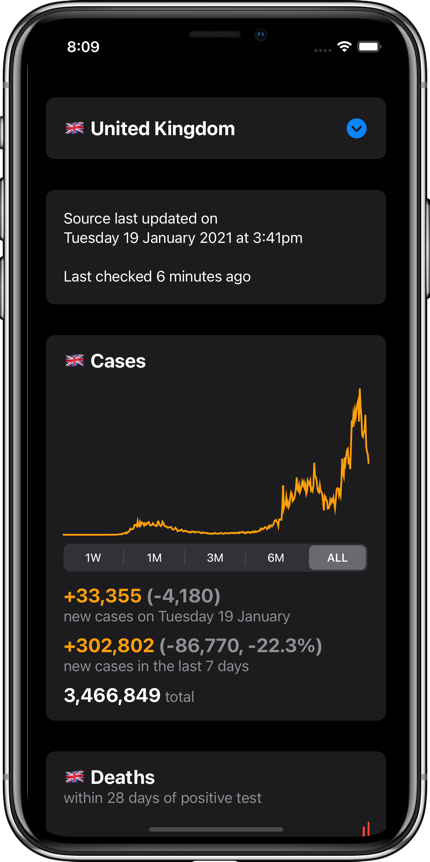 8:09
United Kingdom
Source last updated on
Tuesday 19 January 2021 at 3:41pm
Last checked 6 minutes ago
Cases
1W 1M 3M 6M ALL
+33,355 (-4,180)
new cases on Tuesday 19 January
+302,802 (-86,770, -22.3%)
new cases in the last 7 days
3,466,849 total
Deaths
within 28 days of positive test